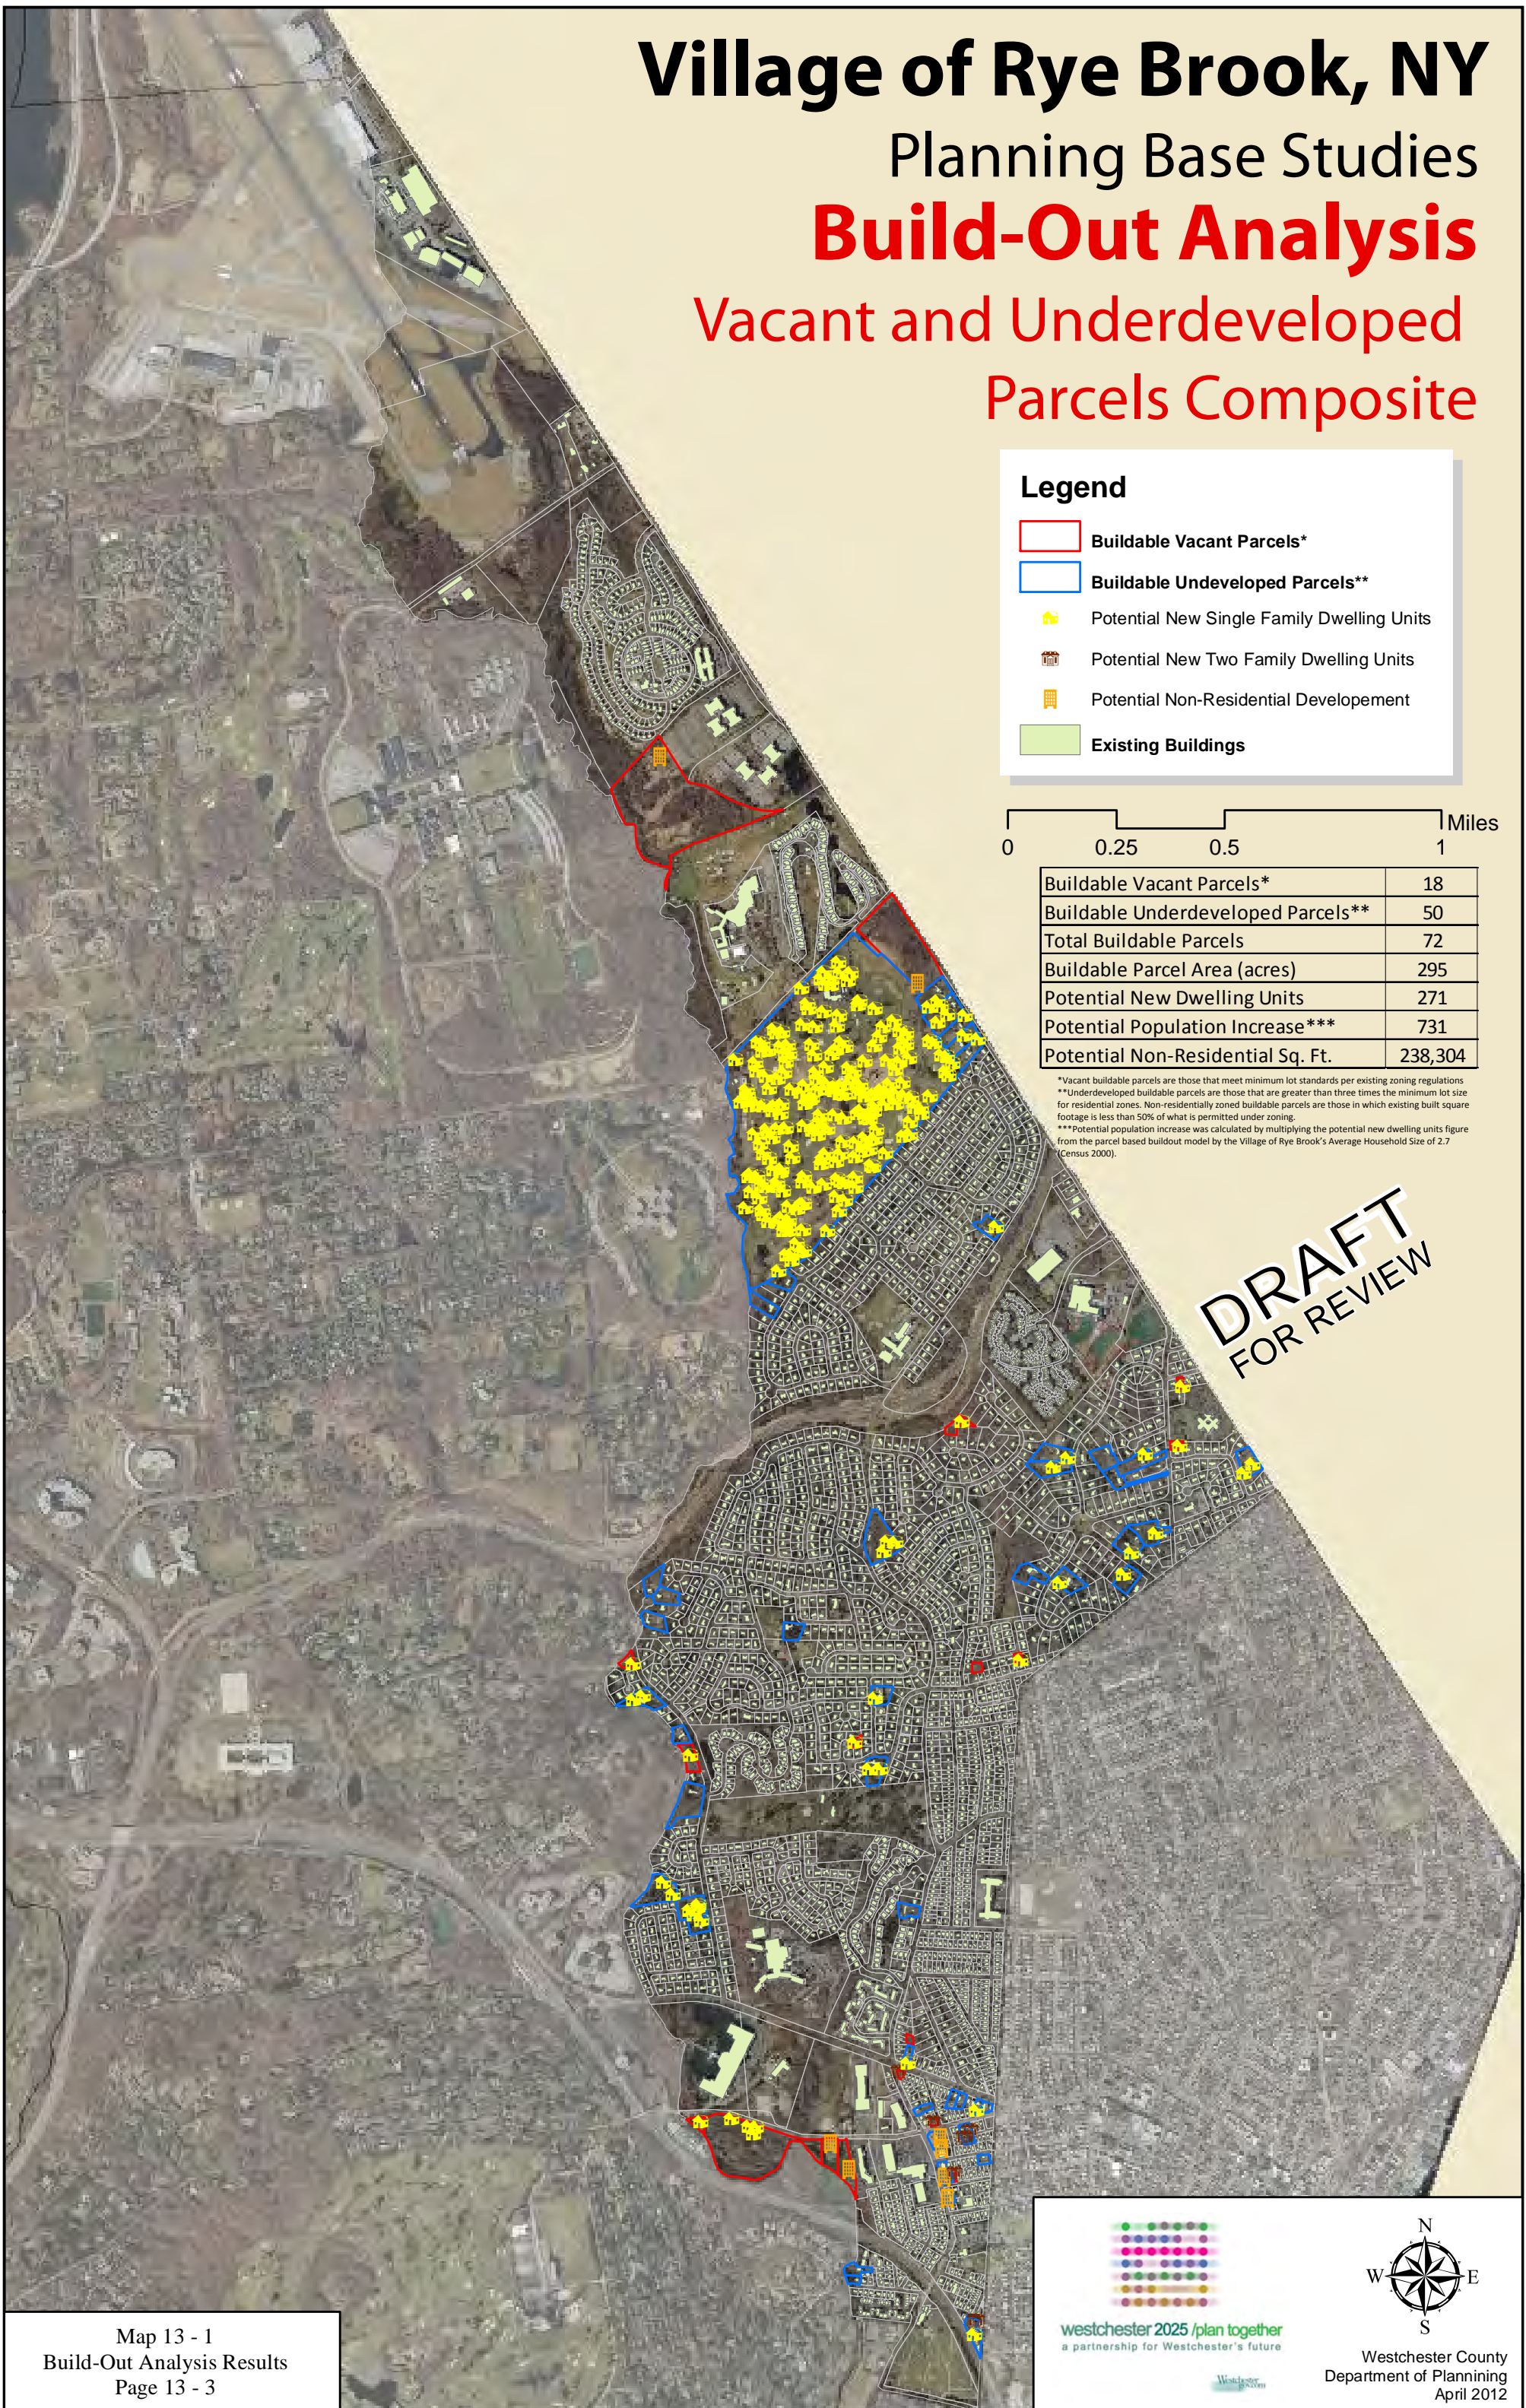 Village of Rye Brook, NY
Planning Base Studies
Build-Out Analysis
Vacant and Underdeveloped
Parcels Composite
Legend
Buildable Vacant Parcels*
Buildable Undeveloped Parcels**
Potential New Single Family Dwelling Units
Potential New Two Family Dwelling Units
Potential Non-Residential Developement
Existing Buildings
Miles
0 0.25 0.5 1
Buildable Vacant Parcels* 18
Buildable Underdeveloped Parcels** 50
Total Buildable Parcels 72
Buildable Parcel Area (acres) 295
Potential New Dwelling Units 271
Potential Population Increase*** 731
Potential Non-Residential Sq. Ft. 238,304
*Vacant buildable parcels are those that meet minimum lot standards per existing zoning regulations
**Underdeveloped buildable parcels are those that are greater than three times the minimum lot size
for residential zones. Non-residentially zoned buildable parcels are those in which existing built square
footage is less than 50% of what is permitted under zoning.
***Potential population increase was calculated by multiplying the potential new dwelling units figure
from the parcel based buildout model by the Village of Rye Brook's Average Household Size of 2.7
(Census 2000).
DRAFT
FOR REVIEW
westchester 2025 /plan together
a partnership for Westchester's future
Westchester
gov.com
N
W E
S
Westchester County
Department of Plannining
April 2012
Map 13 - 1
Build-Out Analysis Results
Page 13 - 3